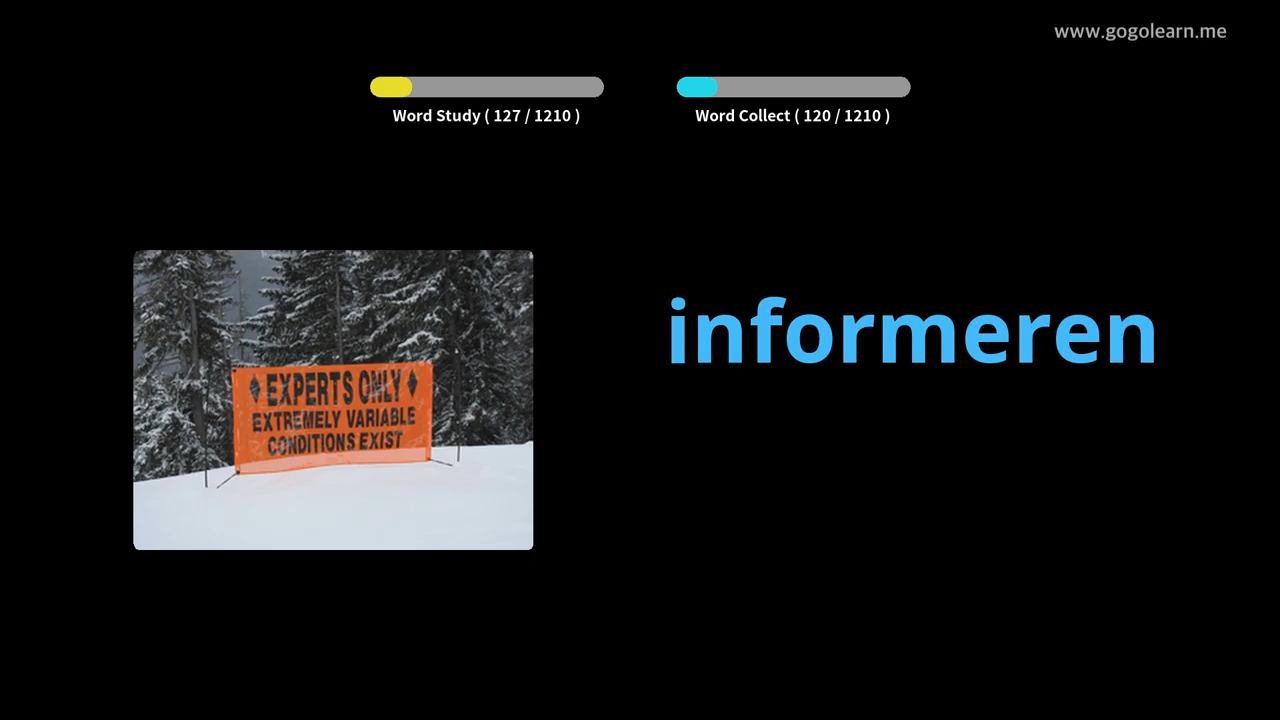 www.gogolearn.me
Word Study ( 127 / 1210 )
Word Collect ( 120 / 1210 )
EXPERTS ONLY
EXTREMELY VARIABLE
CONDITIONS EXIST
informeren